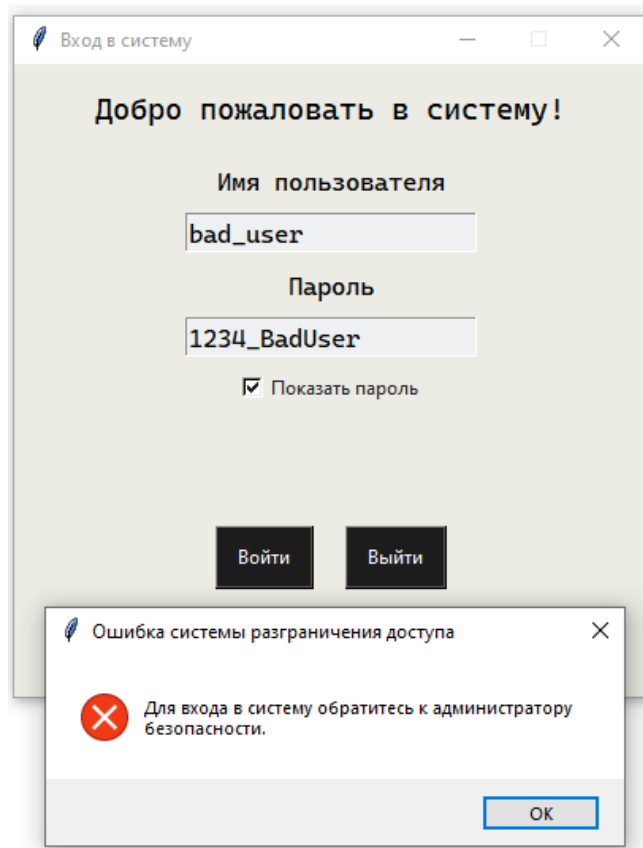 Вход в систему
Добро пожаловать в систему!
Имя пользователя
bad_user
Пароль
1234_BadUser
Показать пароль
Войти
Выйти
Ошибка системы разграничения доступа
Для входа в систему обратитесь к администратору
безопасности.
ОК